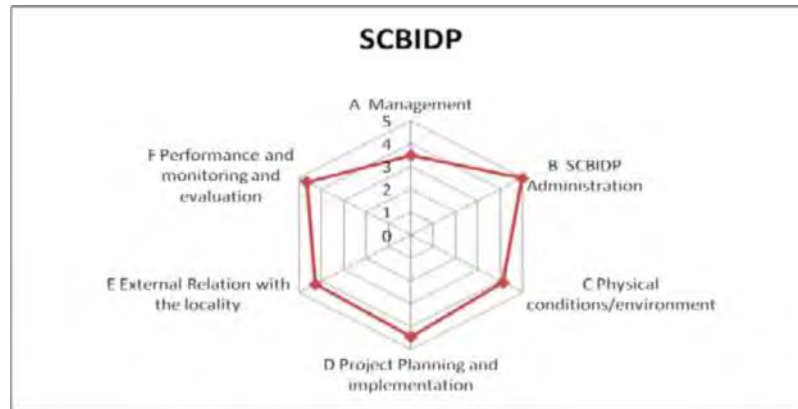 SCBIDP
A Management
5
4
3
2
1
0
B SCBIDP
Administration
C Physical
conditions/environment
D Project Planning and
implementation
E External Relation with
the locality
F Performance and
monitoring and
evaluation